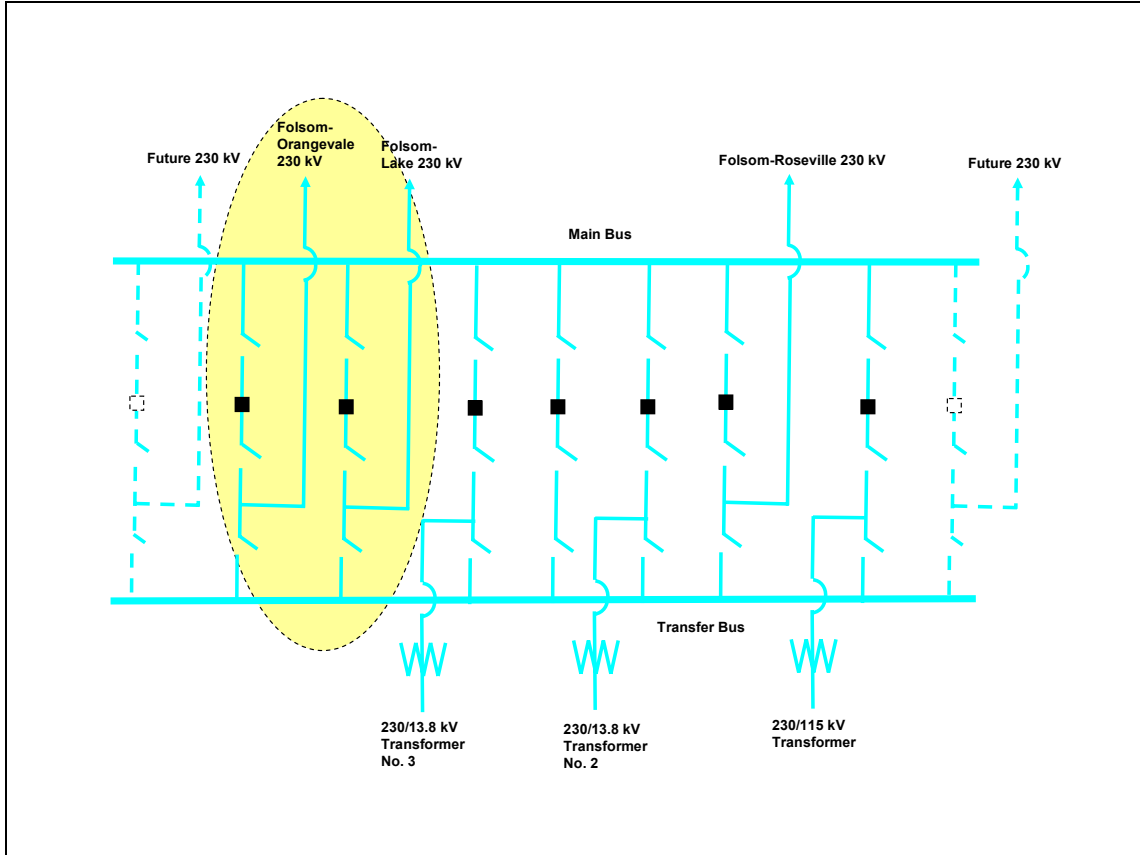 Future 230 kV
Folsom-
Orangevale
230 kV
Folsom-
Lake 230 kV
Folsom-Roseville 230 kV
Future 230 kV
Main Bus
Transfer Bus
230/13.8 kV
Transformer
No. 3
230/13.8 kV
Transformer
No. 2
230/115 kV
Transformer